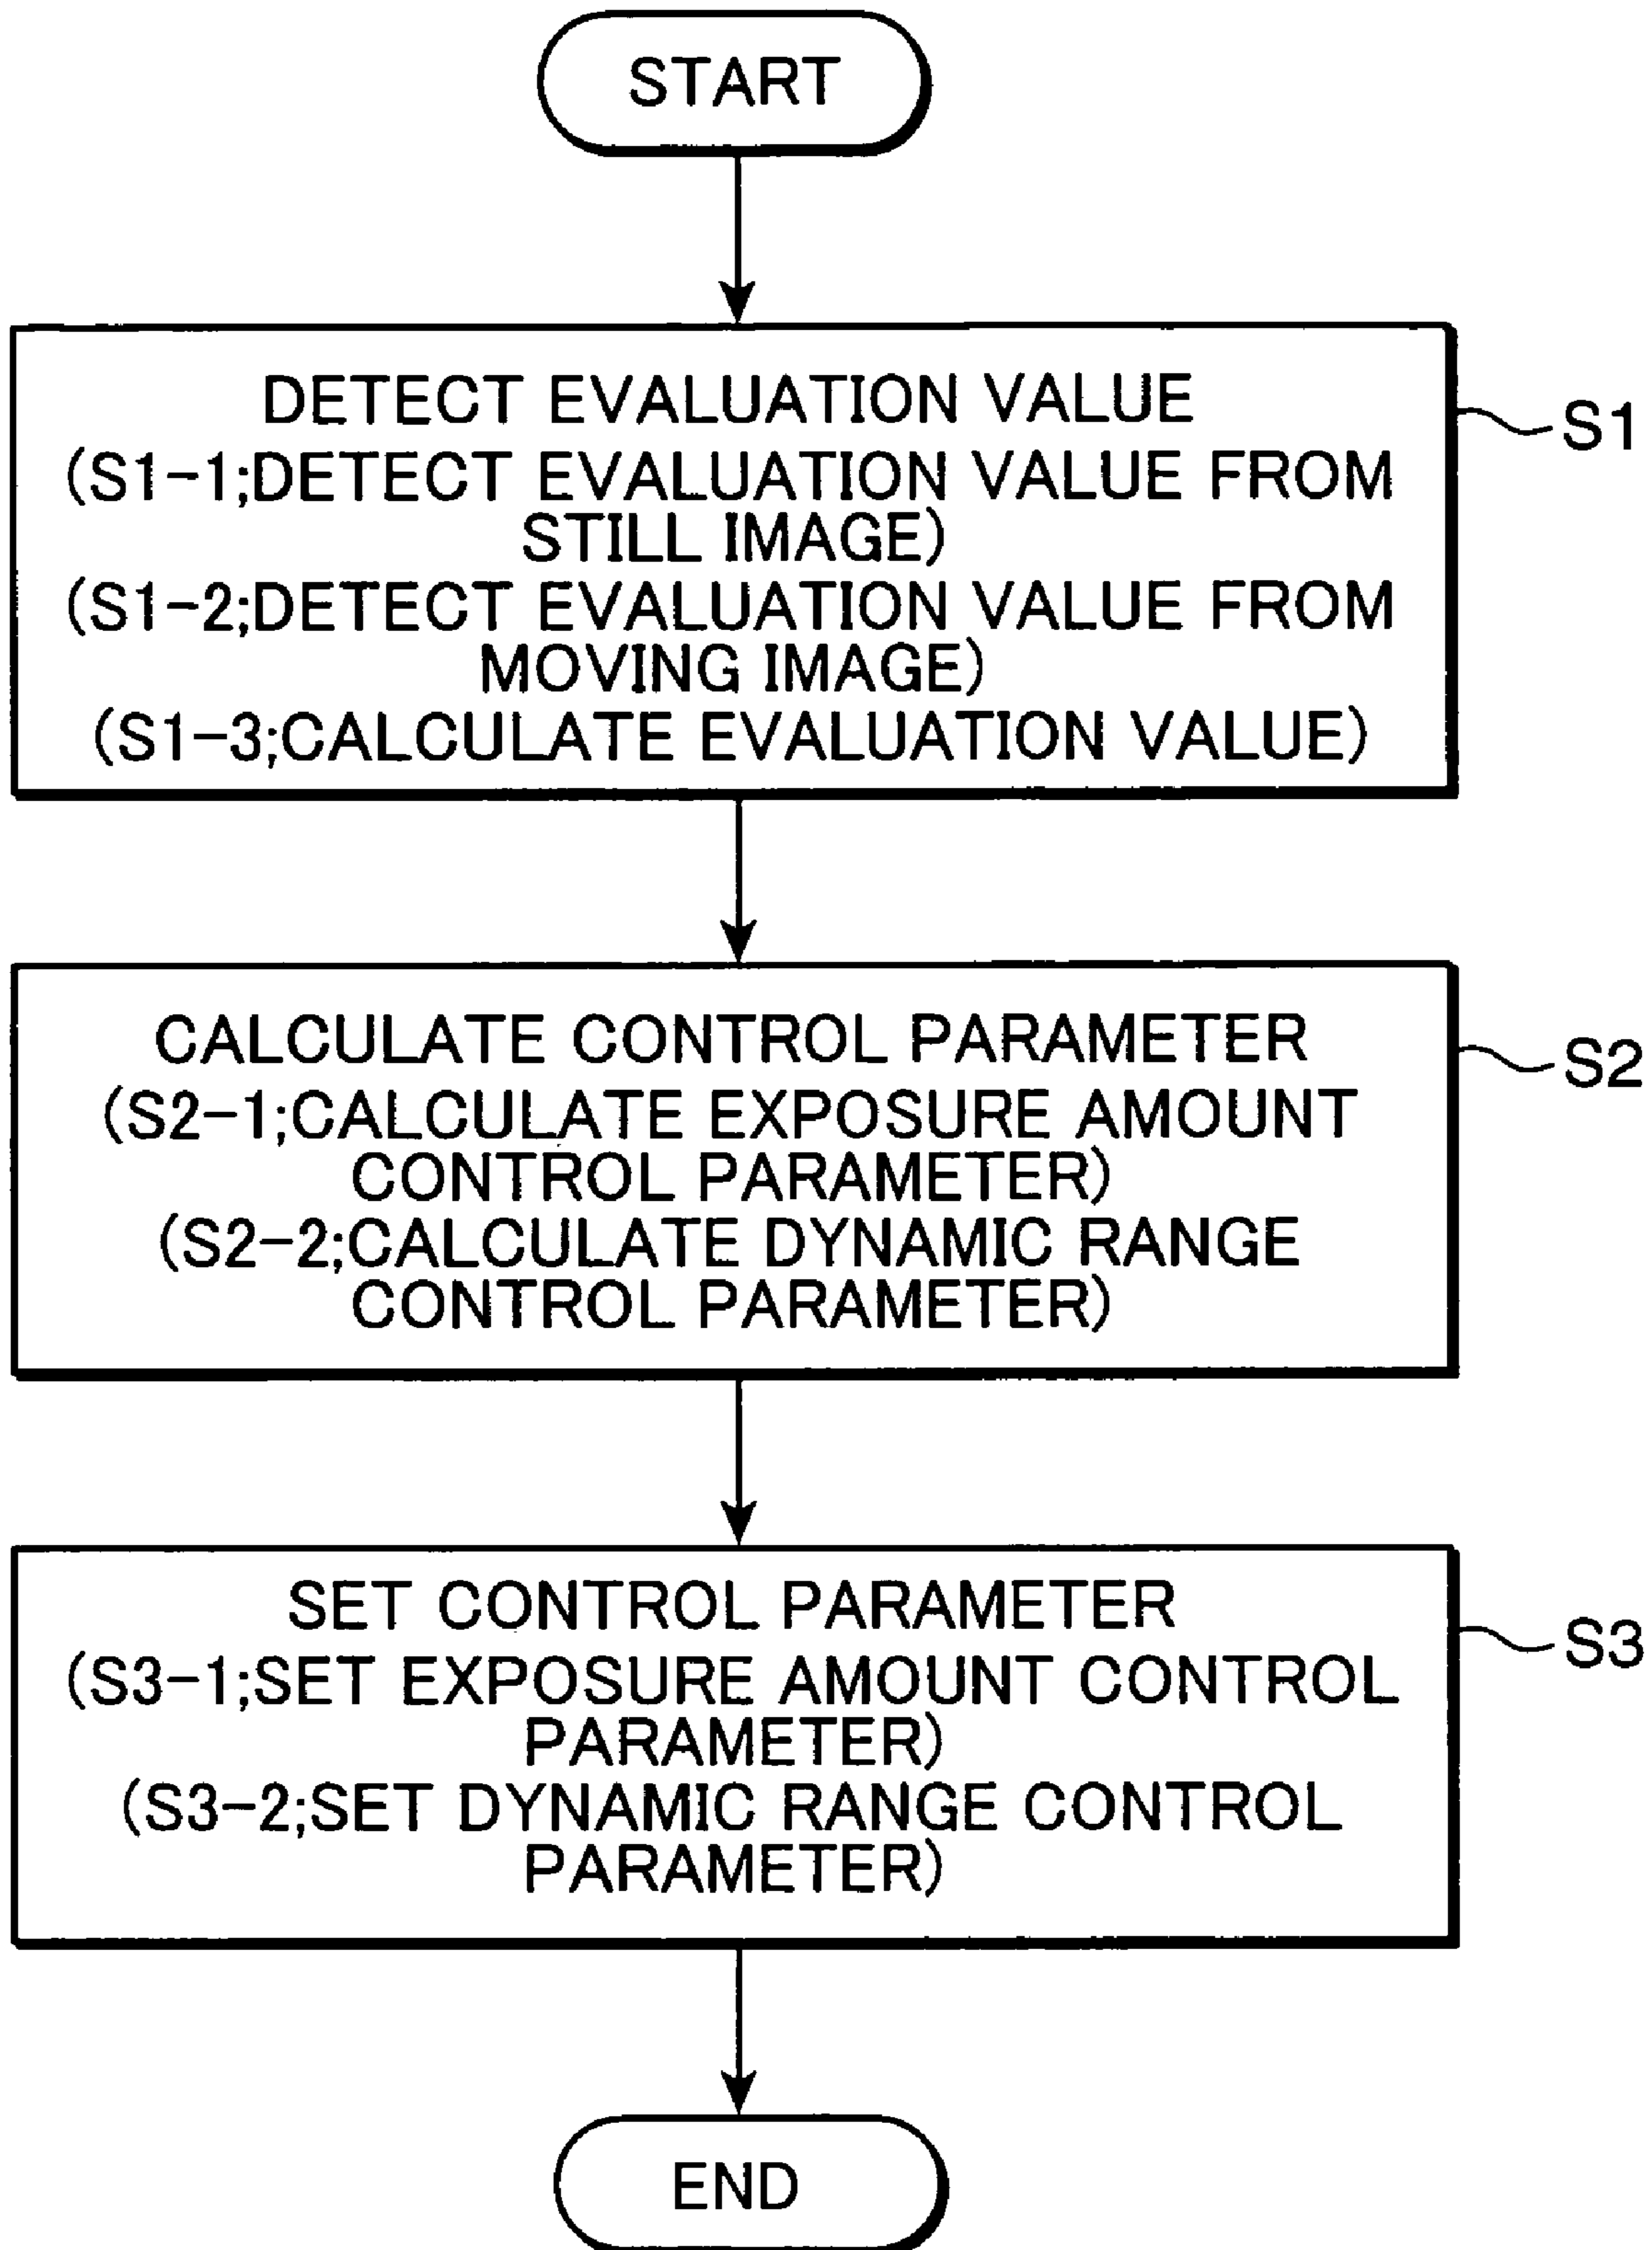 START
DETECT EVALUATION VALUE
(S1-1;DETECT EVALUATION VALUE FROM
STILL IMAGE)
(S1-2;DETECT EVALUATION VALUE FROM
MOVING IMAGE)
(S1-3;CALCULATE EVALUATION VALUE)
S1
CALCULATE CONTROL PARAMETER
(S2-1;CALCULATE EXPOSURE AMOUNT
CONTROL PARAMETER)
(S2-2;CALCULATE DYNAMIC RANGE
CONTROL PARAMETER)
S2
SET CONTROL PARAMETER
(S3-1;SET EXPOSURE AMOUNT CONTROL
PARAMETER)
(S3-2;SET DYNAMIC RANGE CONTROL
PARAMETER)
S3
END